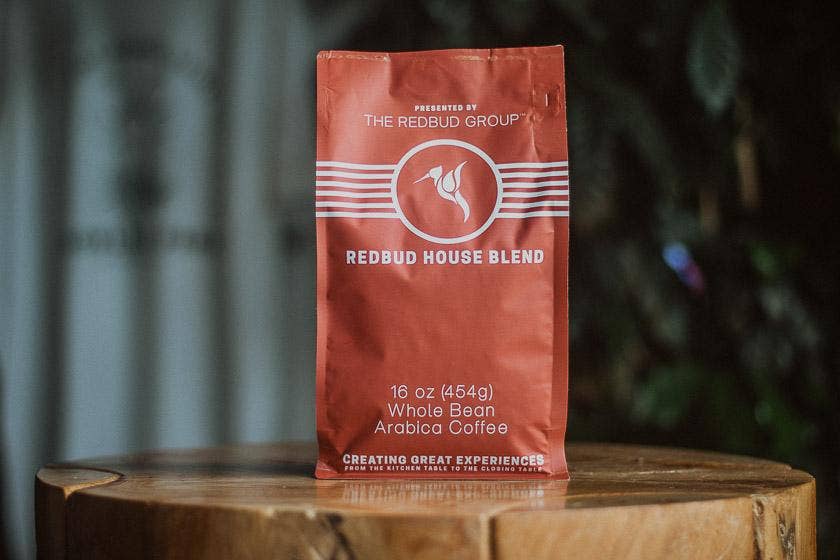 PRESENTED BY
THE REDBUD GROUP™
REDBUD HOUSE BLEND
16 oz (454g)
Whole Bean
Arabica Coffee
CREATING GREAT EXPERIENCES
FROM THE KITCHEN TABLE TO THE CLOSING TABLE